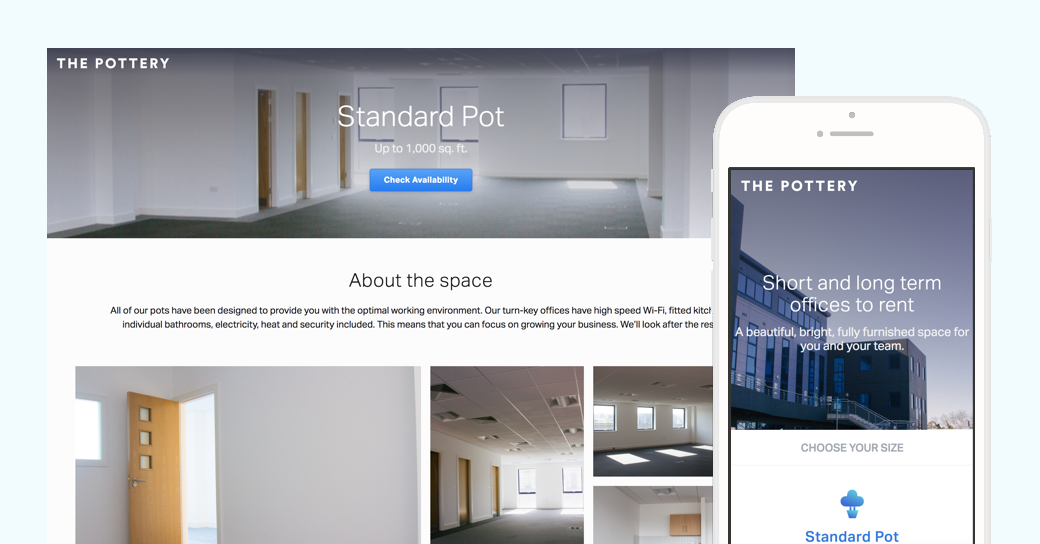 THE POTTERY
Standard Pot
Up to 1,000 sq. ft.
Check Availability
About the space
All of our pots have been designed to provide you with the optimal working environment. Our turn-key offices have high speed Wi-Fi, fitted
individual bathrooms, electricity, heat and security included. This means that you can focus on growing your business. We'll look after the
THE POTTERY
Short and long term
offices to rent
A beautiful, bright, fully furnished space for
you and your team.
CHOOSE YOUR SIZE
Standard Pot